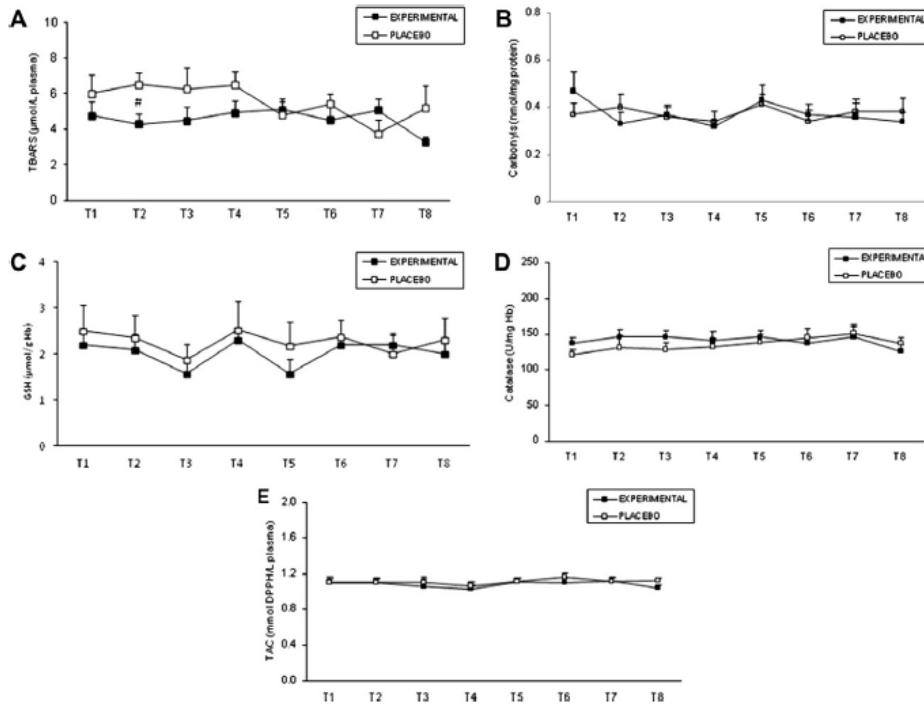 A
EXPERIMENTAL
PLACEBO
TBARS (µmol/L plasma)
10
8
6
4
2
0
#
T1 T2 T3 T4 T5 T6 T7 T8
B
EXPERIMENTAL
PLACEBO
Carbonyls (nmol/mg protein)
0.8
0.6
0.4
0.2
0
T1 T2 T3 T4 T5 T6 T7 T8
C
EXPERIMENTAL
PLACEBO
GSH (µmol/g Hb)
4
3
2
1
0
T1 T2 T3 T4 T5 T6 T7 T8
D
EXPERIMENTAL
PLACEBO
Catalase (U/mg Hb)
250
200
150
100
50
0
T1 T2 T3 T4 T5 T6 T7 T8
E
EXPERIMENTAL
PLACEBO
TAC (mmol DPPH/L plasma)
2.0
1.6
1.2
0.8
0.4
0.0
T1 T2 T3 T4 T5 T6 T7 T8